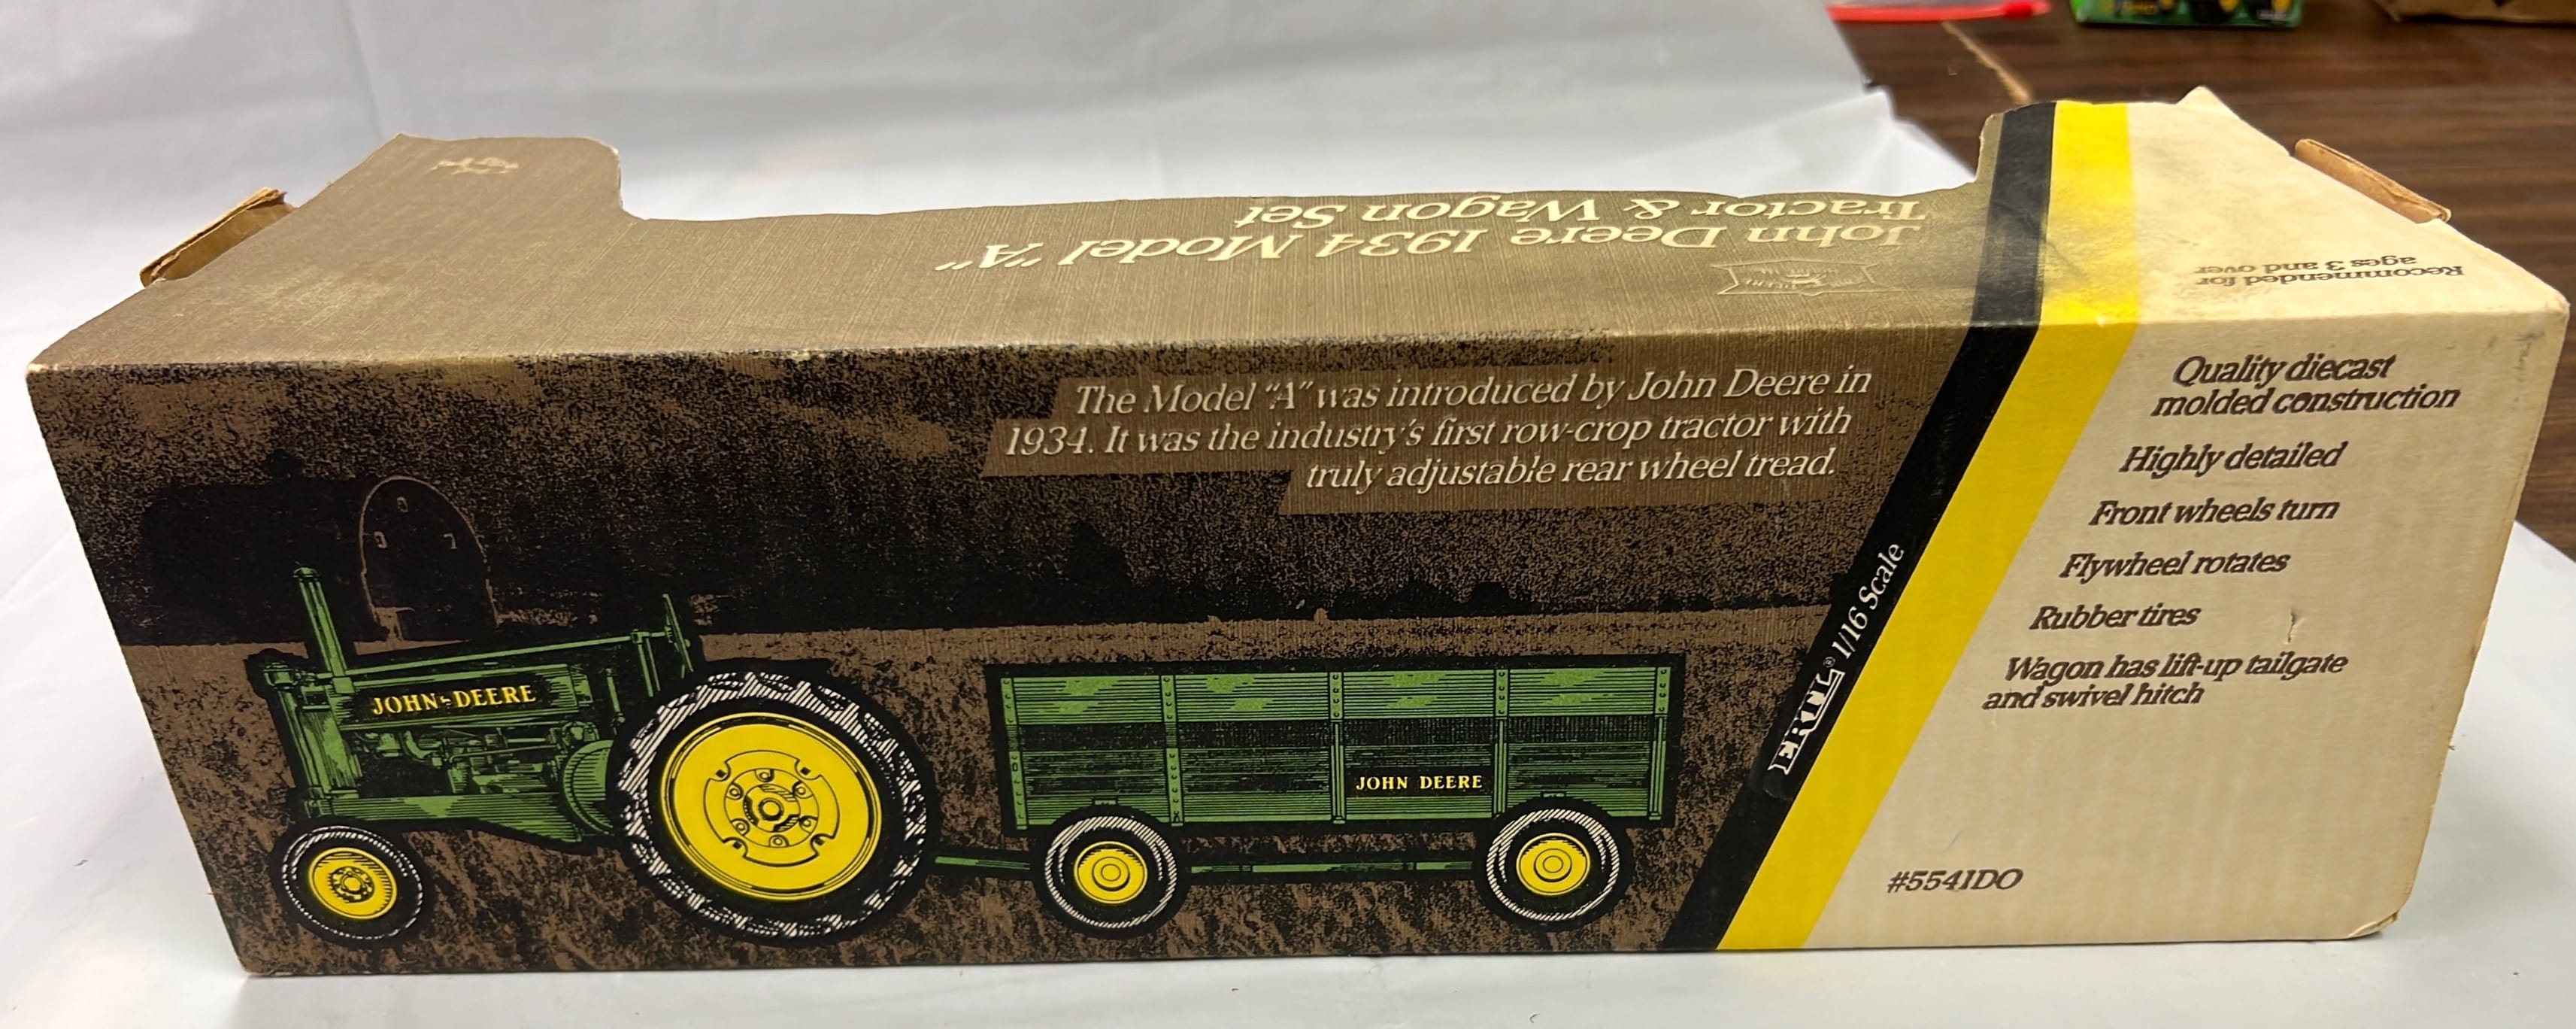 John Deere 1934 Model "A"
Tractor & Wagon Set
Recommended for
ages 3 and over
The Model "A" was introduced by John Deere in
1934. It was the industry's first row-crop tractor with
truly adjustable rear wheel tread.
Quality diecast
molded construction
Highly detailed
Front wheels turn
Flywheel rotates
Rubber tires
Wagon has lift-up tailgate
and swivel hitch
ERTL® 1/16 Scale
JOHN DEERE
JOHN DEERE
#5541DO